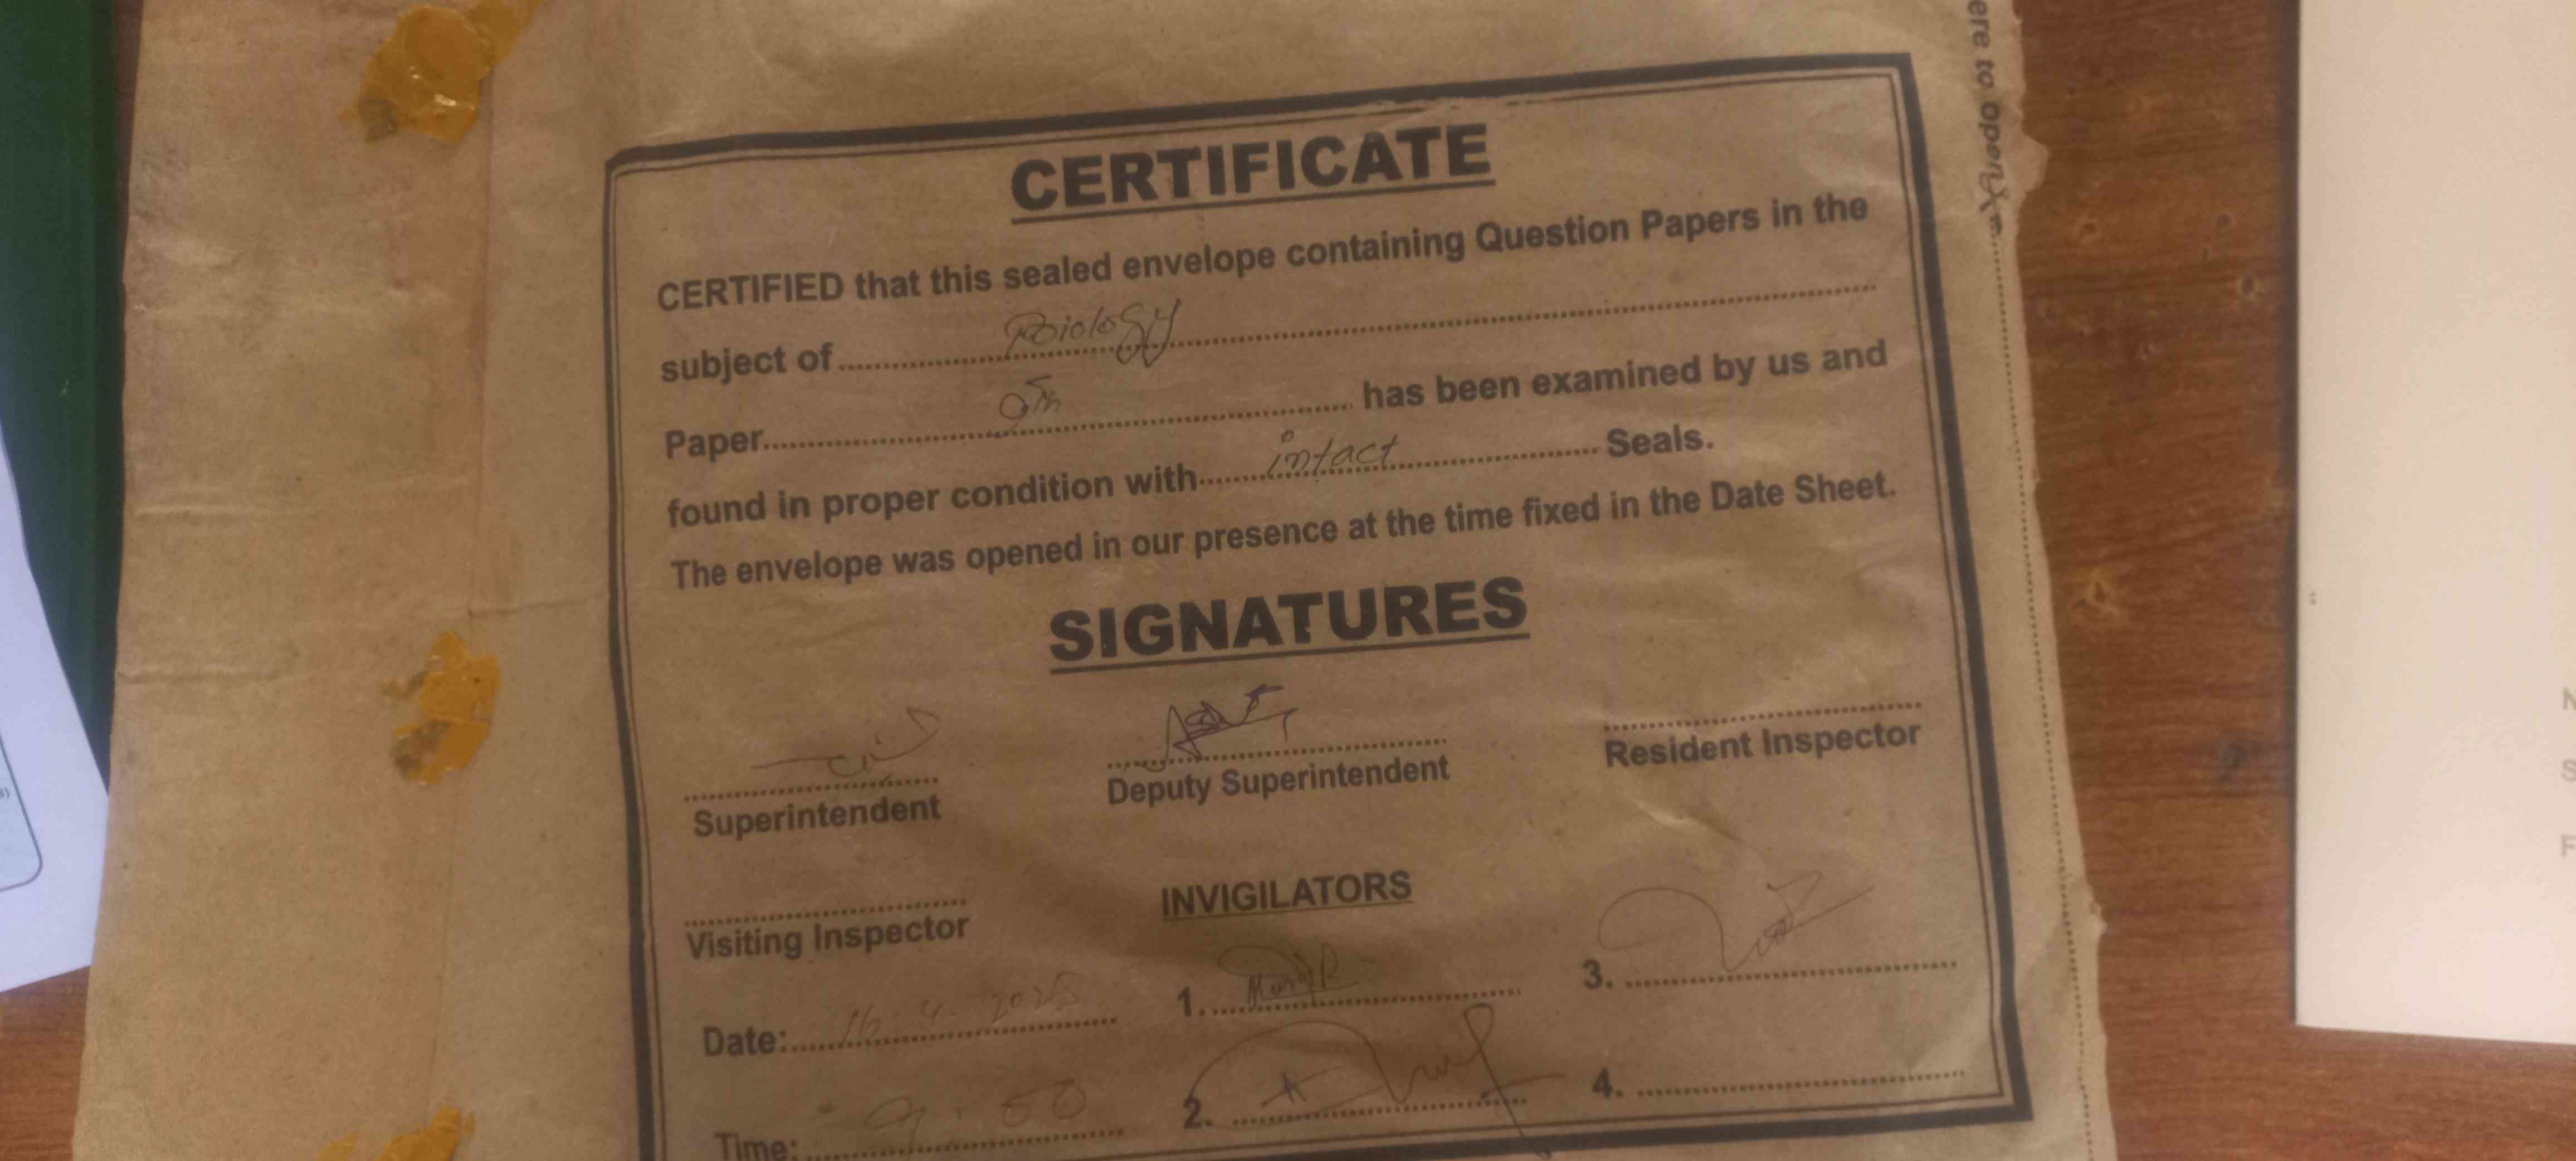 ere to open
CERTIFICATE
CERTIFIED that this sealed envelope containing Question Papers in the
subject of Biology
Paper 9th has been examined by us and
found in proper condition with intact Seals.
The envelope was opened in our presence at the time fixed in the Date Sheet.
SIGNATURES
Superintendent Deputy Superintendent Resident Inspector
Visiting Inspector INVIGILATORS
Date: 16.4.2025 1. 3.
Time: 2. 4.